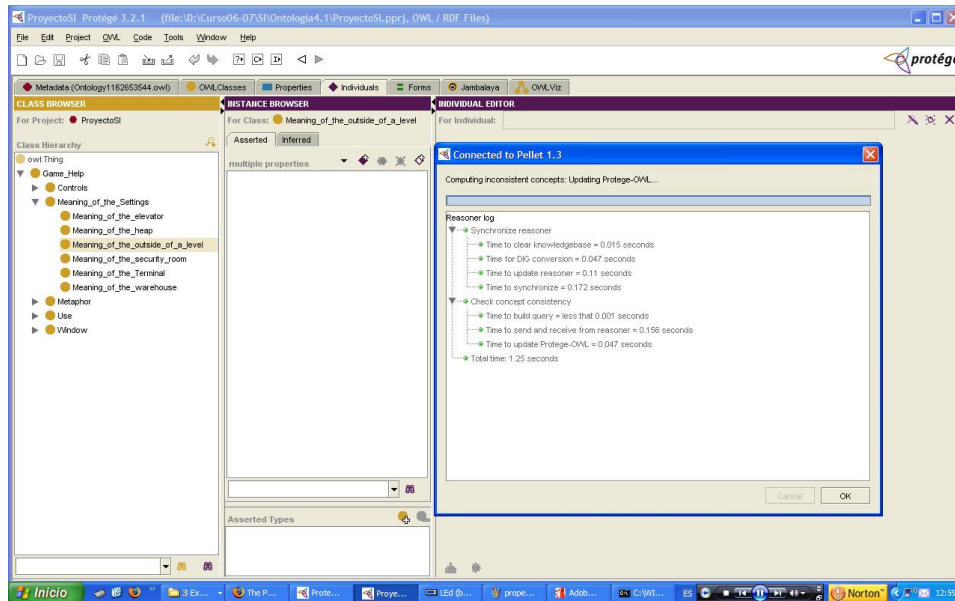 ProyectoSI Protégé 3.2.1 (file:\D:\Curso06-07\SI\Ontologia4.1\ProyectoSI.pprj, OWL / RDF Files)
File Edit Project OWL Code Tools Window Help
protégé
Metadata (Ontology1162653544.owl) OWLClasses Properties Individuals Forms Jambalaya OWLViz
CLASS BROWSER
For Project: ProyectoSI
Class Hierarchy
owl:Thing
Game_Help
Controls
Meaning_of_the_Settings
Meaning_of_the_elevator
Meaning_of_the_heap
Meaning_of_the_outside_of_a_level
Meaning_of_the_security_room
Meaning_of_the_Terminal
Meaning_of_the_warehouse
Metaphor
Use
Window
INSTANCE BROWSER
For Class: Meaning_of_the_outside_of_a_level
Asserted Inferred
multiple properties
Asserted Types
INDIVIDUAL EDITOR
For Individual:
Connected to Pellet 1.3
Computing inconsistent concepts: Updating Protege-OWL...
Reasoner log
Synchronize reasoner
Time to clear knowledgebase = 0.015 seconds
Time for DIG conversion = 0.047 seconds
Time to update reasoner = 0.11 seconds
Time to synchronize = 0.172 seconds
Check concept consistency
Time to build query = less that 0.001 seconds
Time to send and receive from reasoner = 0.156 seconds
Time to update Protege-OWL = 0.047 seconds
Total time: 1.25 seconds
Cancel OK
Inicio 3 Ex... The P... Prote... Proye... LEd (b... prope... Adob... C:\WI... ES Norton 12:59